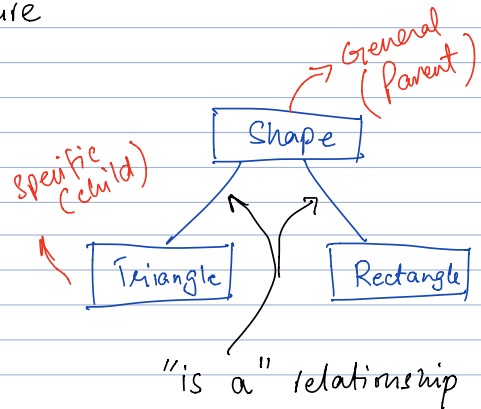 ure
General
(Parent)
Shape
Specific
(child)
Triangle
Rectangle
"is a" relationship